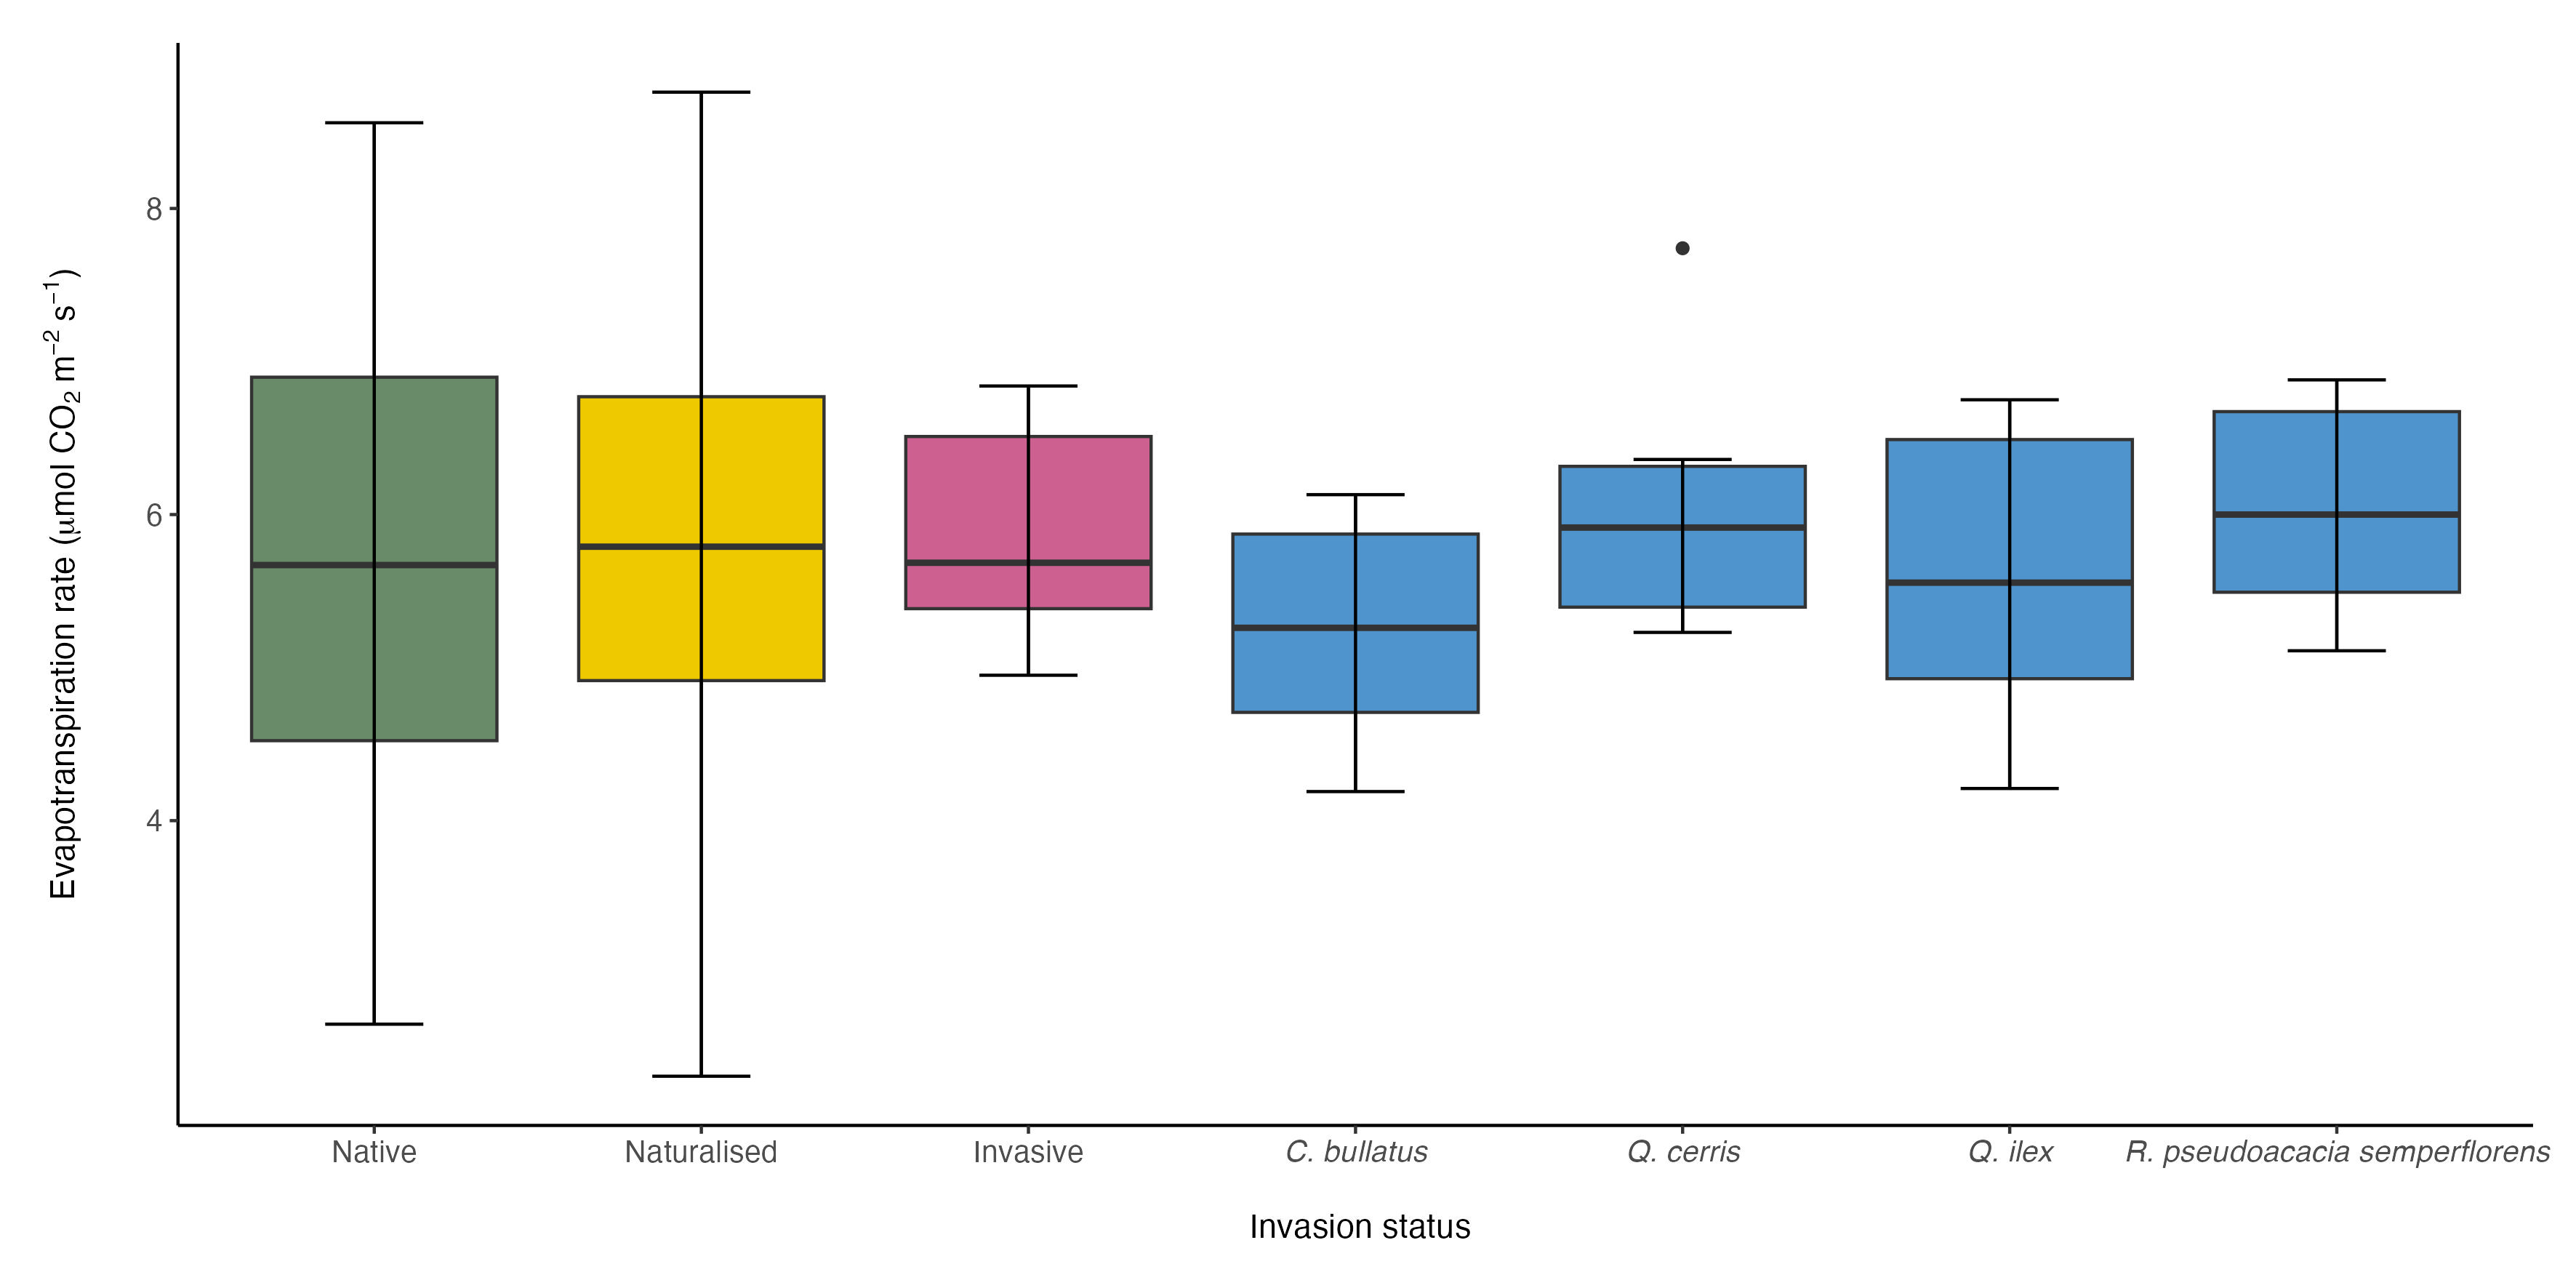 Evapotranspiration rate (μmol CO₂ m⁻² s⁻¹)
8
6
4
Native
Naturalised
Invasive
C. bullatus
Q. cerris
Q. ilex
R. pseudoacacia semperflorens
Invasion status